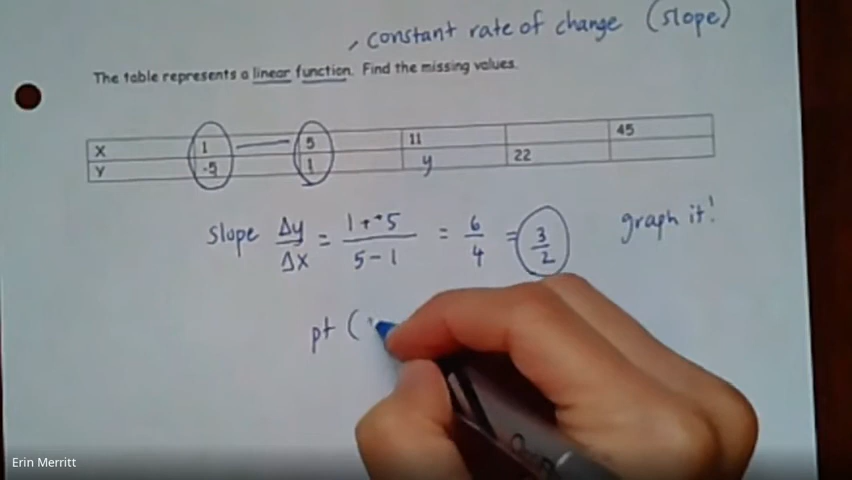 constant rate of change (slope)
The table represents a linear function. Find the missing values.
X 1 5 11 45
Y -5 1 y 22
slope Δy/Δx = 1+-5/5-1 = 6/4 = 3/2 graph it!
pt (
Erin Merritt